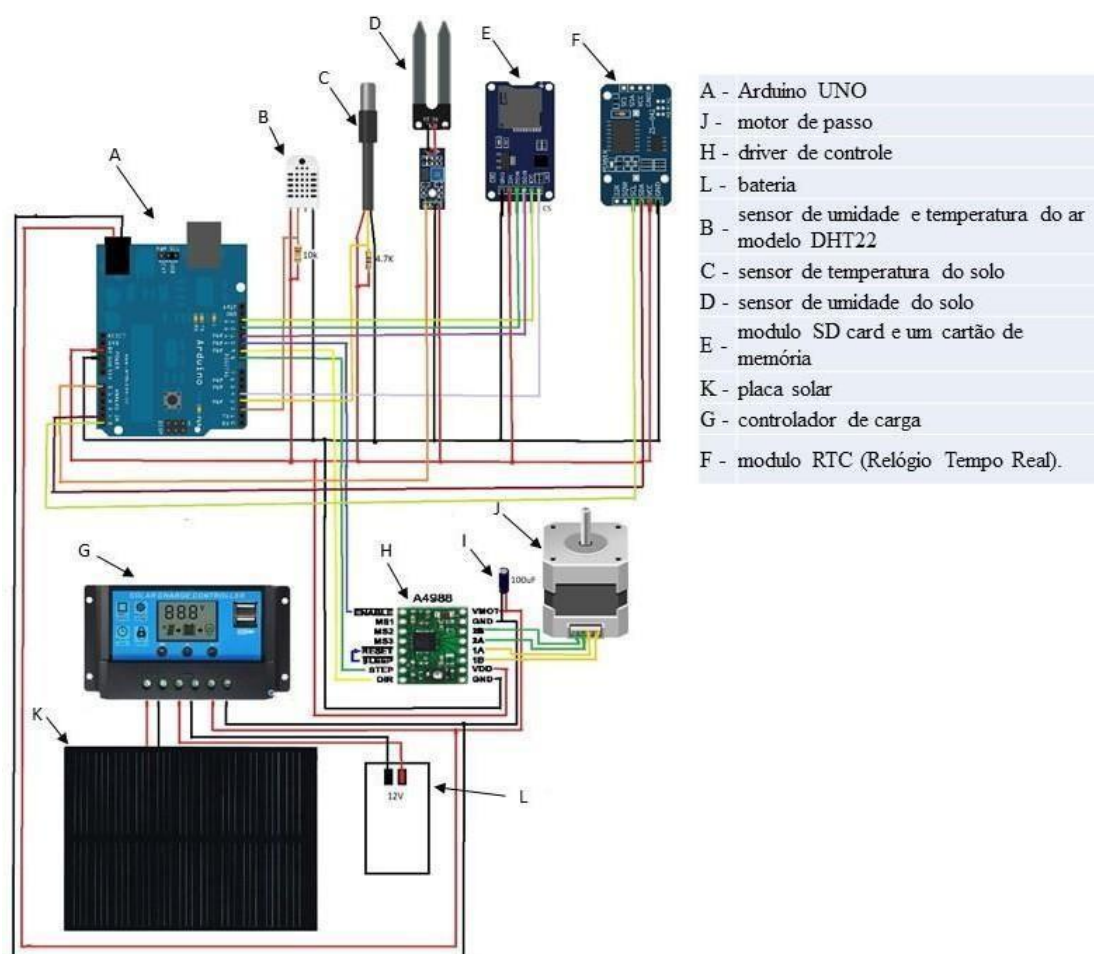 D
E
F
C
B
A
A - Arduino UNO
J - motor de passo
H - driver de controle
L - bateria
B - sensor de umidade e temperatura do ar
modelo DHT22
C - sensor de temperatura do solo
D - sensor de umidade do solo
E - modulo SD card e um cartão de
memória
K - placa solar
G - controlador de carga
F - modulo RTC (Relógio Tempo Real).
10k
4.7K
CS
Arduino
J
I
H
G
100uF
A4988
SOLAR CHARGE CONTROLLER
888
ENABLE VMOT
MS1 GND
MS2 2B
MS3 2A
RESET 1A
SLEEP 1B
STEP VDD
DIR GND
K
L
12V